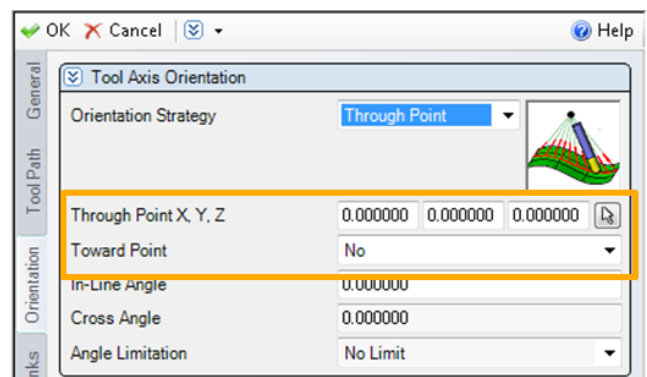 OK Cancel Help
General
Tool Path
Orientation
nks
Tool Axis Orientation
Orientation Strategy Through Point
Through Point X, Y, Z 0.000000 0.000000 0.000000
Toward Point No
In-Line Angle 0.000000
Cross Angle 0.000000
Angle Limitation No Limit